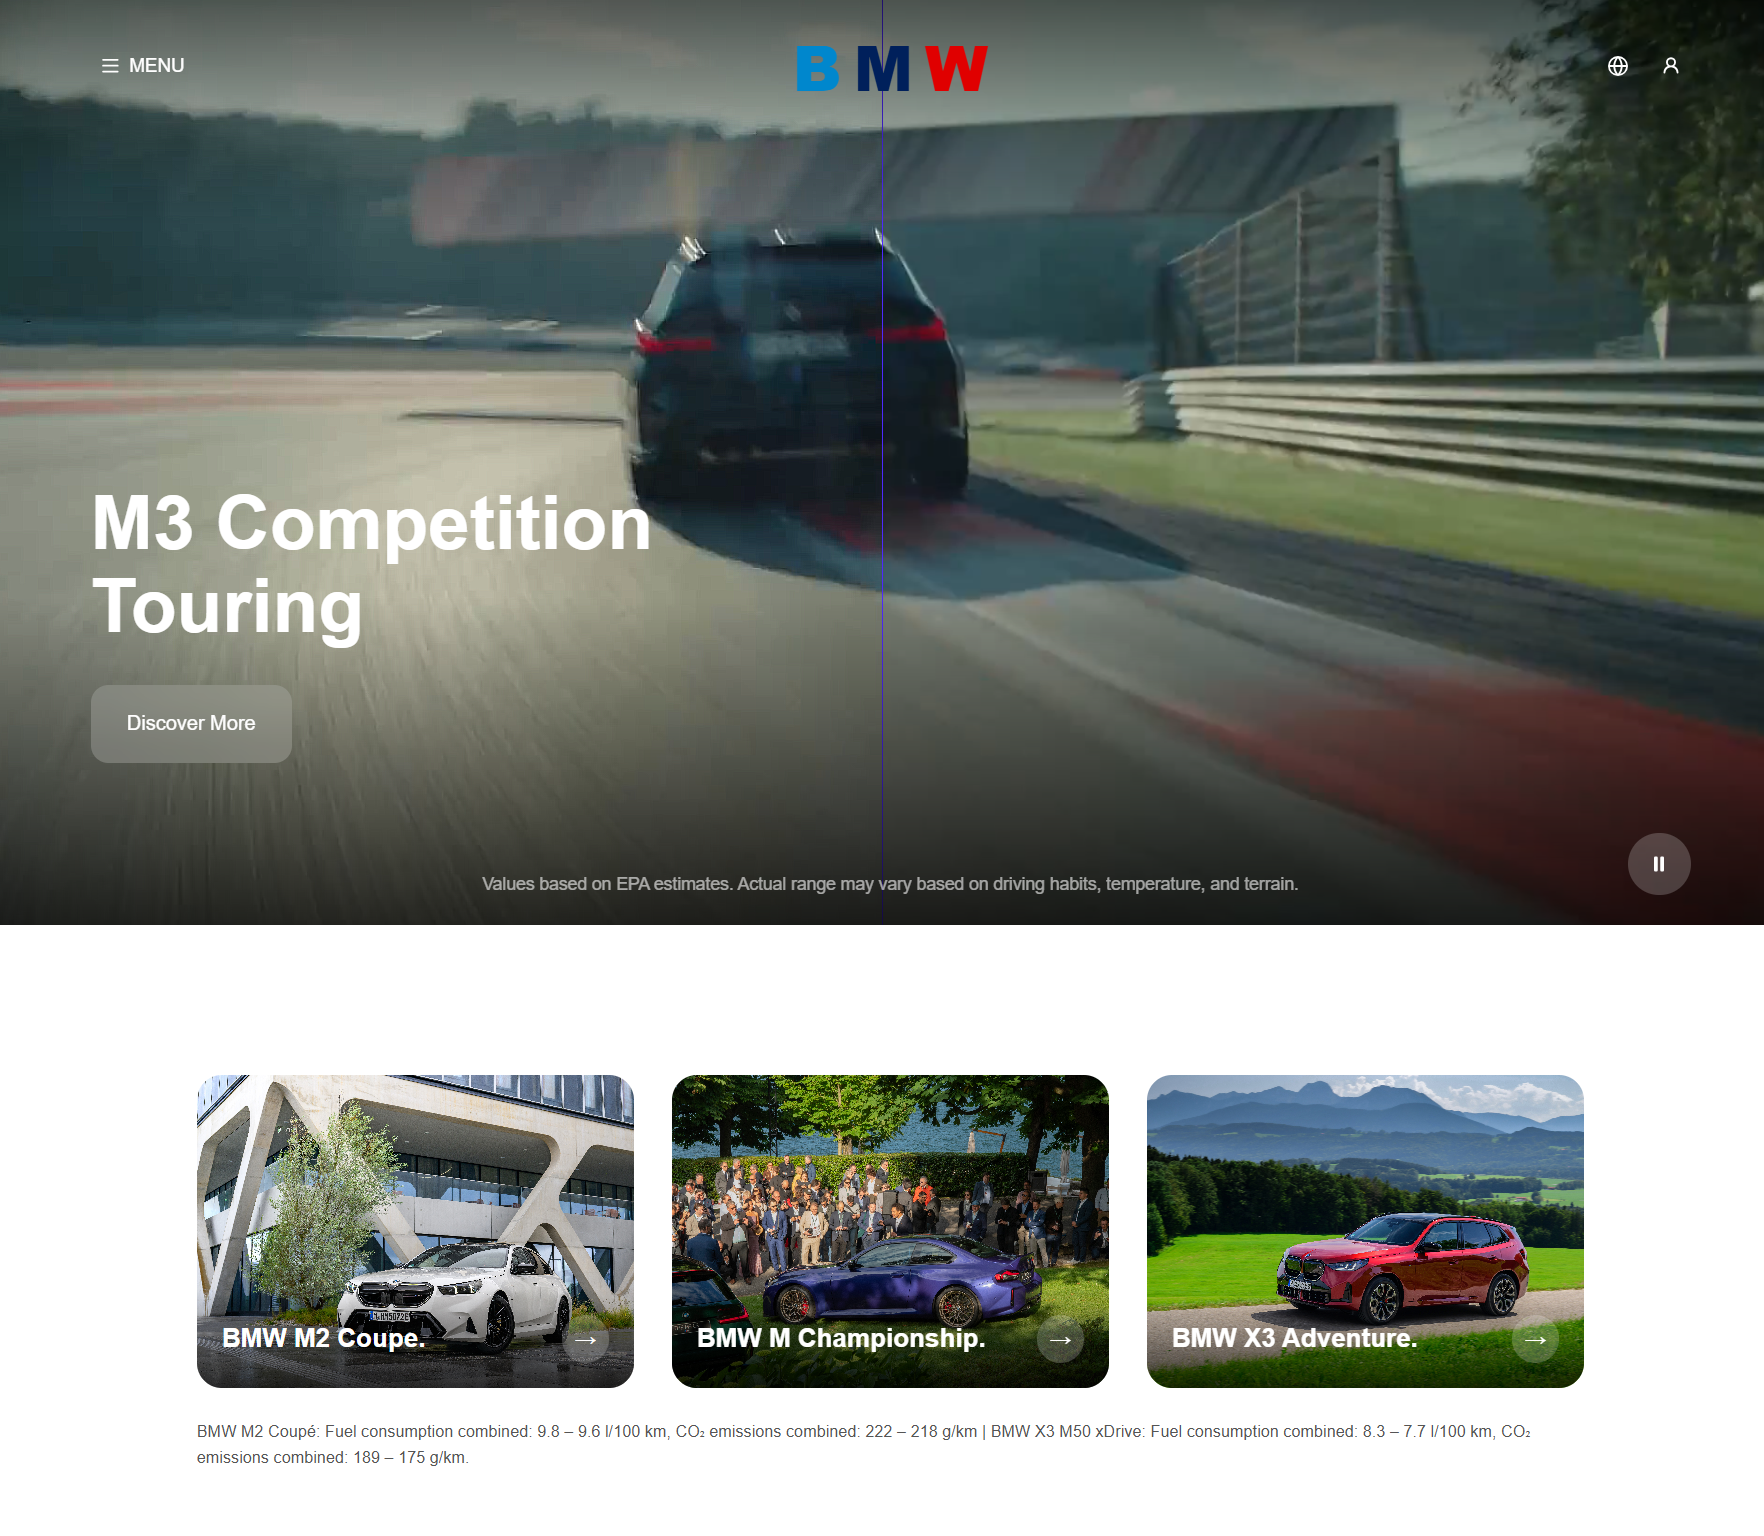 MENU
BMW
M3 Competition
Touring
Discover More
Values based on EPA estimates. Actual range may vary based on driving habits, temperature, and terrain.
BMW M2 Coupe.
→
BMW M Championship.
→
BMW X3 Adventure.
→
BMW M2 Coupé: Fuel consumption combined: 9.8 – 9.6 l/100 km, CO₂ emissions combined: 222 – 218 g/km | BMW X3 M50 xDrive: Fuel consumption combined: 8.3 – 7.7 l/100 km, CO₂
emissions combined: 189 – 175 g/km.